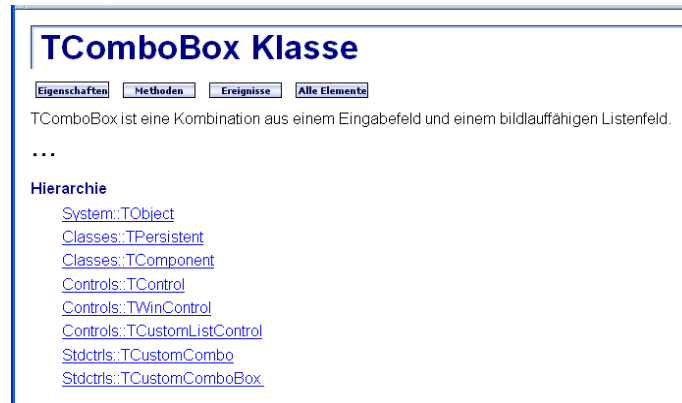 TComboBox Klasse
Eigenschaften Methoden Ereignisse Alle Elemente
TComboBox ist eine Kombination aus einem Eingabefeld und einem bildlauffähigen Listenfeld.
...
Hierarchie
System::TObject
Classes::TPersistent
Classes::TComponent
Controls::TControl
Controls::TWinControl
Controls::TCustomListControl
Stdctrls::TCustomCombo
Stdctrls::TCustomComboBox